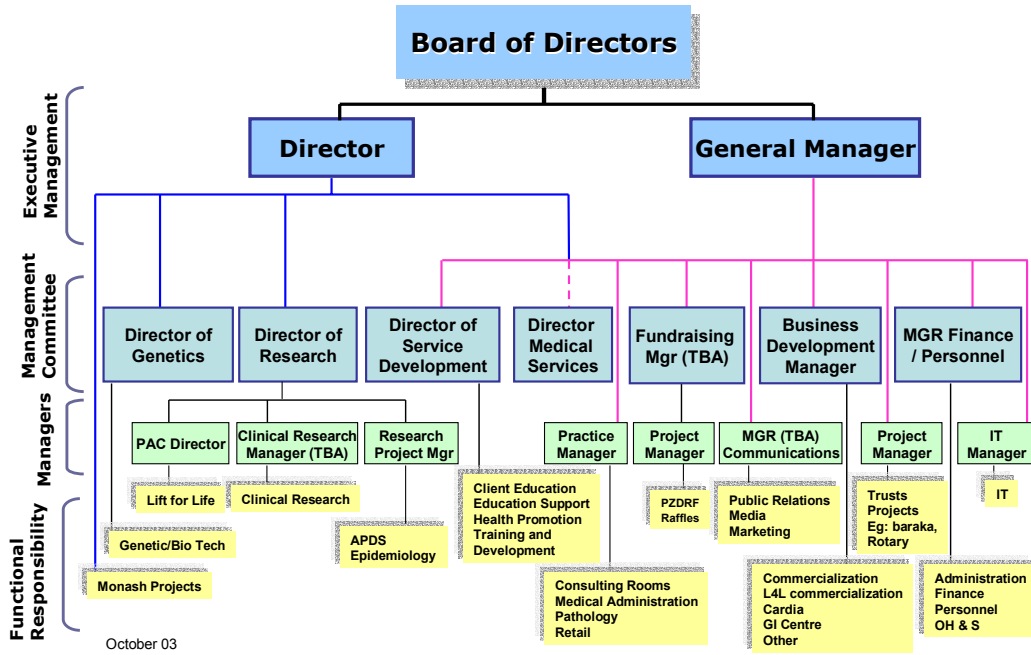 Board of Directors
Executive
Management
Director
General Manager
Management
Committee
Director of
Genetics
Director of
Research
Director of
Service
Development
Director
Medical
Services
Fundraising
Mgr (TBA)
Business
Development
Manager
MGR Finance
/ Personnel
Managers
PAC Director
Clinical Research
Manager (TBA)
Research
Project Mgr
Practice
Manager
Project
Manager
MGR (TBA)
Communications
Project
Manager
IT
Manager
Functional
Responsibility
Lift for Life
Clinical Research
Client Education
Education Support
Health Promotion
Training and
Development
PZDRF
Raffles
Public Relations
Media
Marketing
Trusts
Projects
Eg: baraka,
Rotary
IT
Genetic/Bio Tech
APDS
Epidemiology
Monash Projects
Consulting Rooms
Medical Administration
Pathology
Retail
Commercialization
L4L commercialization
Cardia
GI Centre
Other
Administration
Finance
Personnel
OH & S
October 03